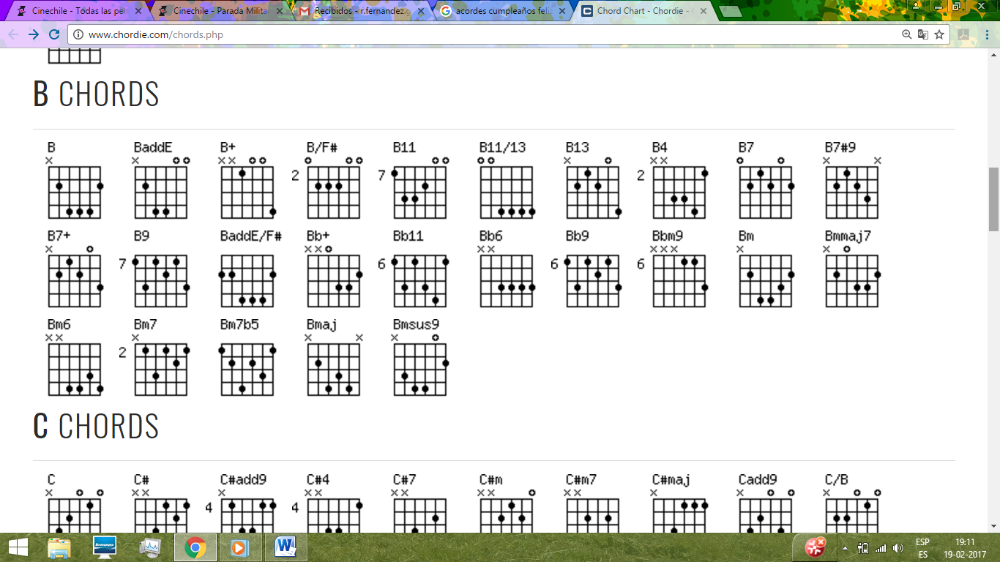 Cinechile - Todas las pel
Cinechile - Parada Milita
Recibidos - r.fernandez.g
acordes cumpleaños feliz
Chord Chart - Chordie -
www.chordie.com/chords.php
B CHORDS
B BaddE B+ B/F# B11 B11/13 B13 B4 B7 B7#9
2 7 2
B7+ B9 BaddE/F# Bb+ Bb11 Bb6 Bb9 Bbm9 Bm Bmmaj7
7 6 6 6
Bm6 Bm7 Bm7b5 Bmaj Bmsus9
2
C CHORDS
C C# C#add9 C#4 C#7 C#m C#m7 C#maj Cadd9 C/B
4 4
lenovo
ESP 19:11
ES 19-02-2017